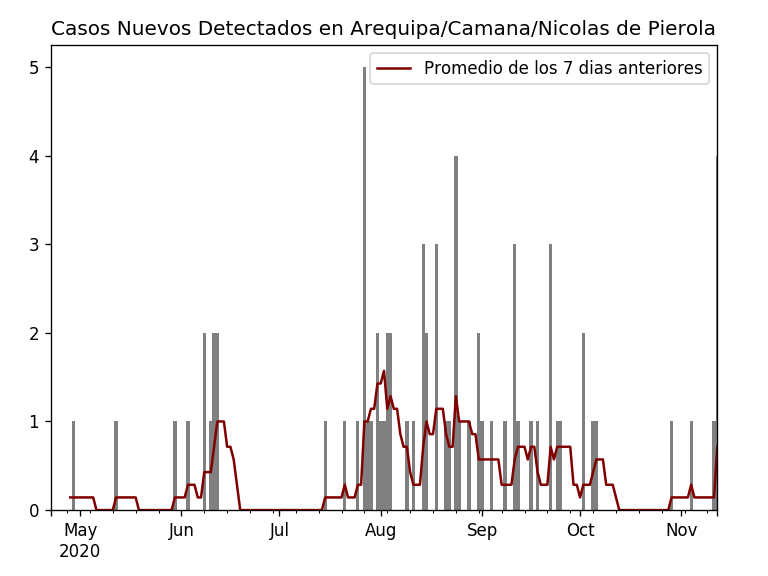 Casos Nuevos Detectados en Arequipa/Camana/Nicolas de Pierola
Promedio de los 7 dias anteriores
5
4
3
2
1
0
May Jun Jul Aug Sep Oct Nov
2020